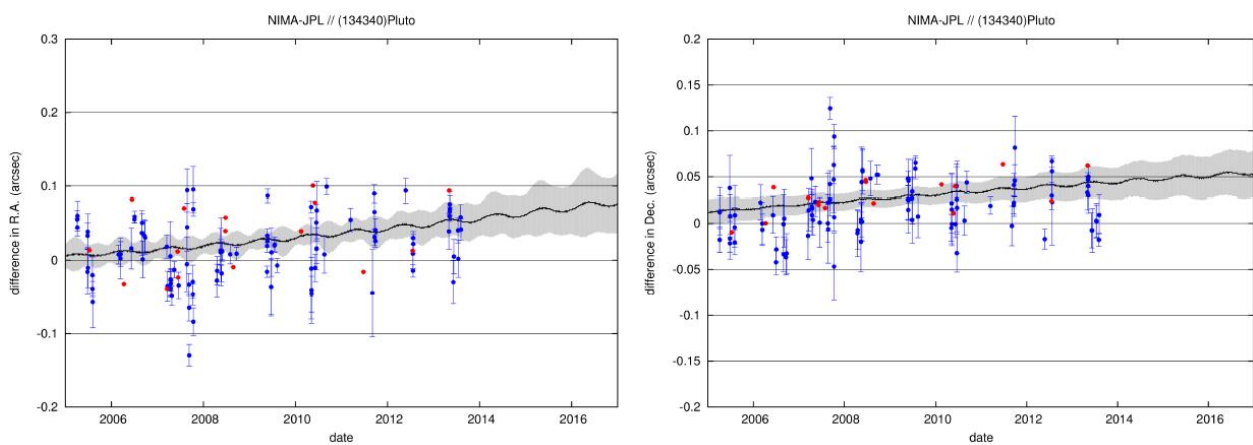 NIMA-JPL // (134340)Pluto
0.3
0.2
0.1
0
-0.1
-0.2
difference in R.A. (arcsec)
2006 2008 2010 2012 2014 2016
date
NIMA-JPL // (134340)Pluto
0.2
0.15
0.1
0.05
0
-0.05
-0.1
-0.15
-0.2
difference in Dec. (arcsec)
2006 2008 2010 2012 2014 2016
date